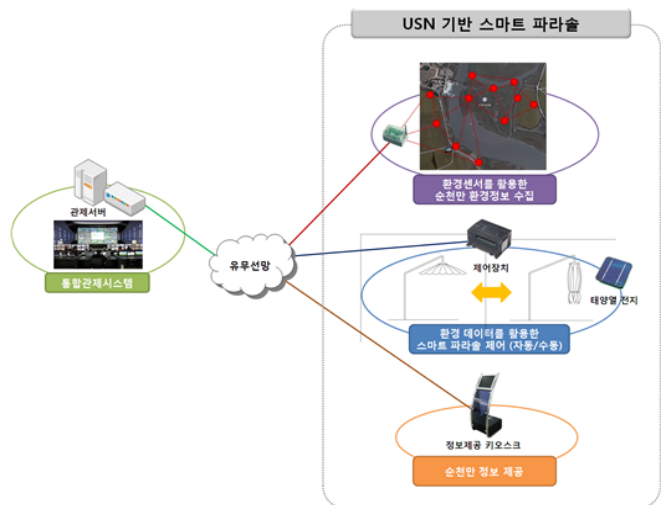 USN 기반 스마트 파라솔
환경센서를 활용한
순천만 환경정보 수집
관제서버
통합관제시스템
유무선망
제어장치
태양열 전지
환경 데이터를 활용한
스마트 파라솔 제어 (자동/수동)
정보제공 키오스크
순천만 정보 제공